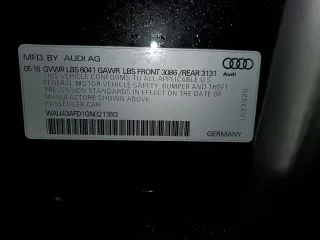 MFD BY AUDI AG
05-16 GVWR LBS 6041 GAWR LBS FRONT 3086 /REAR 3131
THIS VEHICLE CONFORMS TO ALL APPLICABLE U.S.
FEDERAL MOTOR VEHICLE SAFETY, BUMPER AND THEFT
PREVENTION STANDARDS IN EFFECT ON THE DATE OF MANUFACTURE SHOWN ABOVE
PASSENGER CAR
WAU43AFD1GN021393
Audi